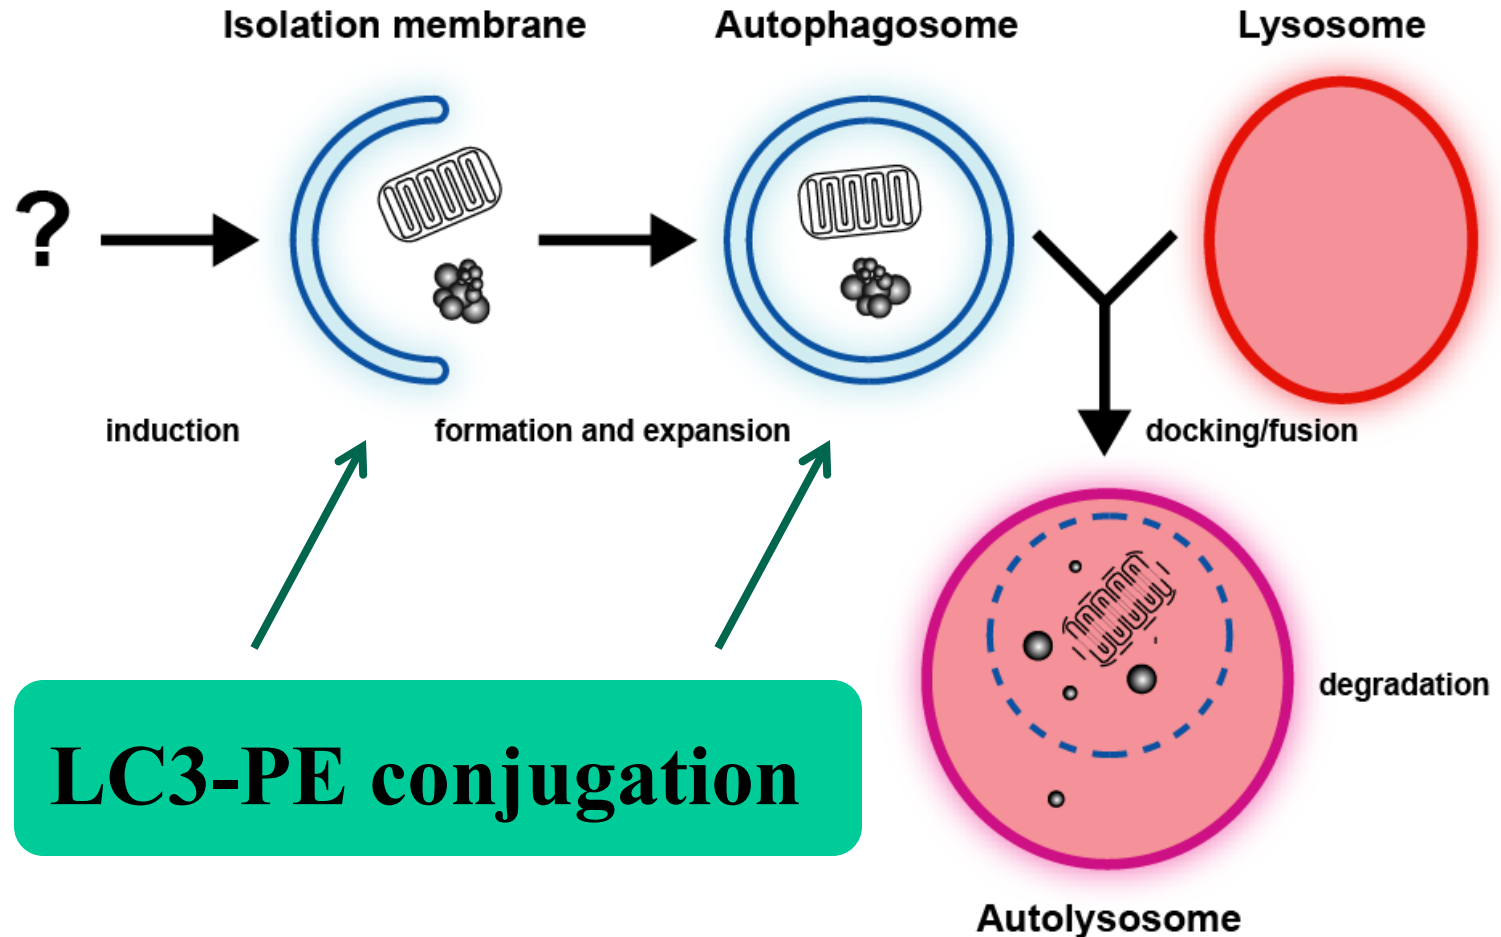 Isolation membrane
Autophagosome
Lysosome
?
induction
formation and expansion
docking/fusion
LC3-PE conjugation
degradation
Autolysosome